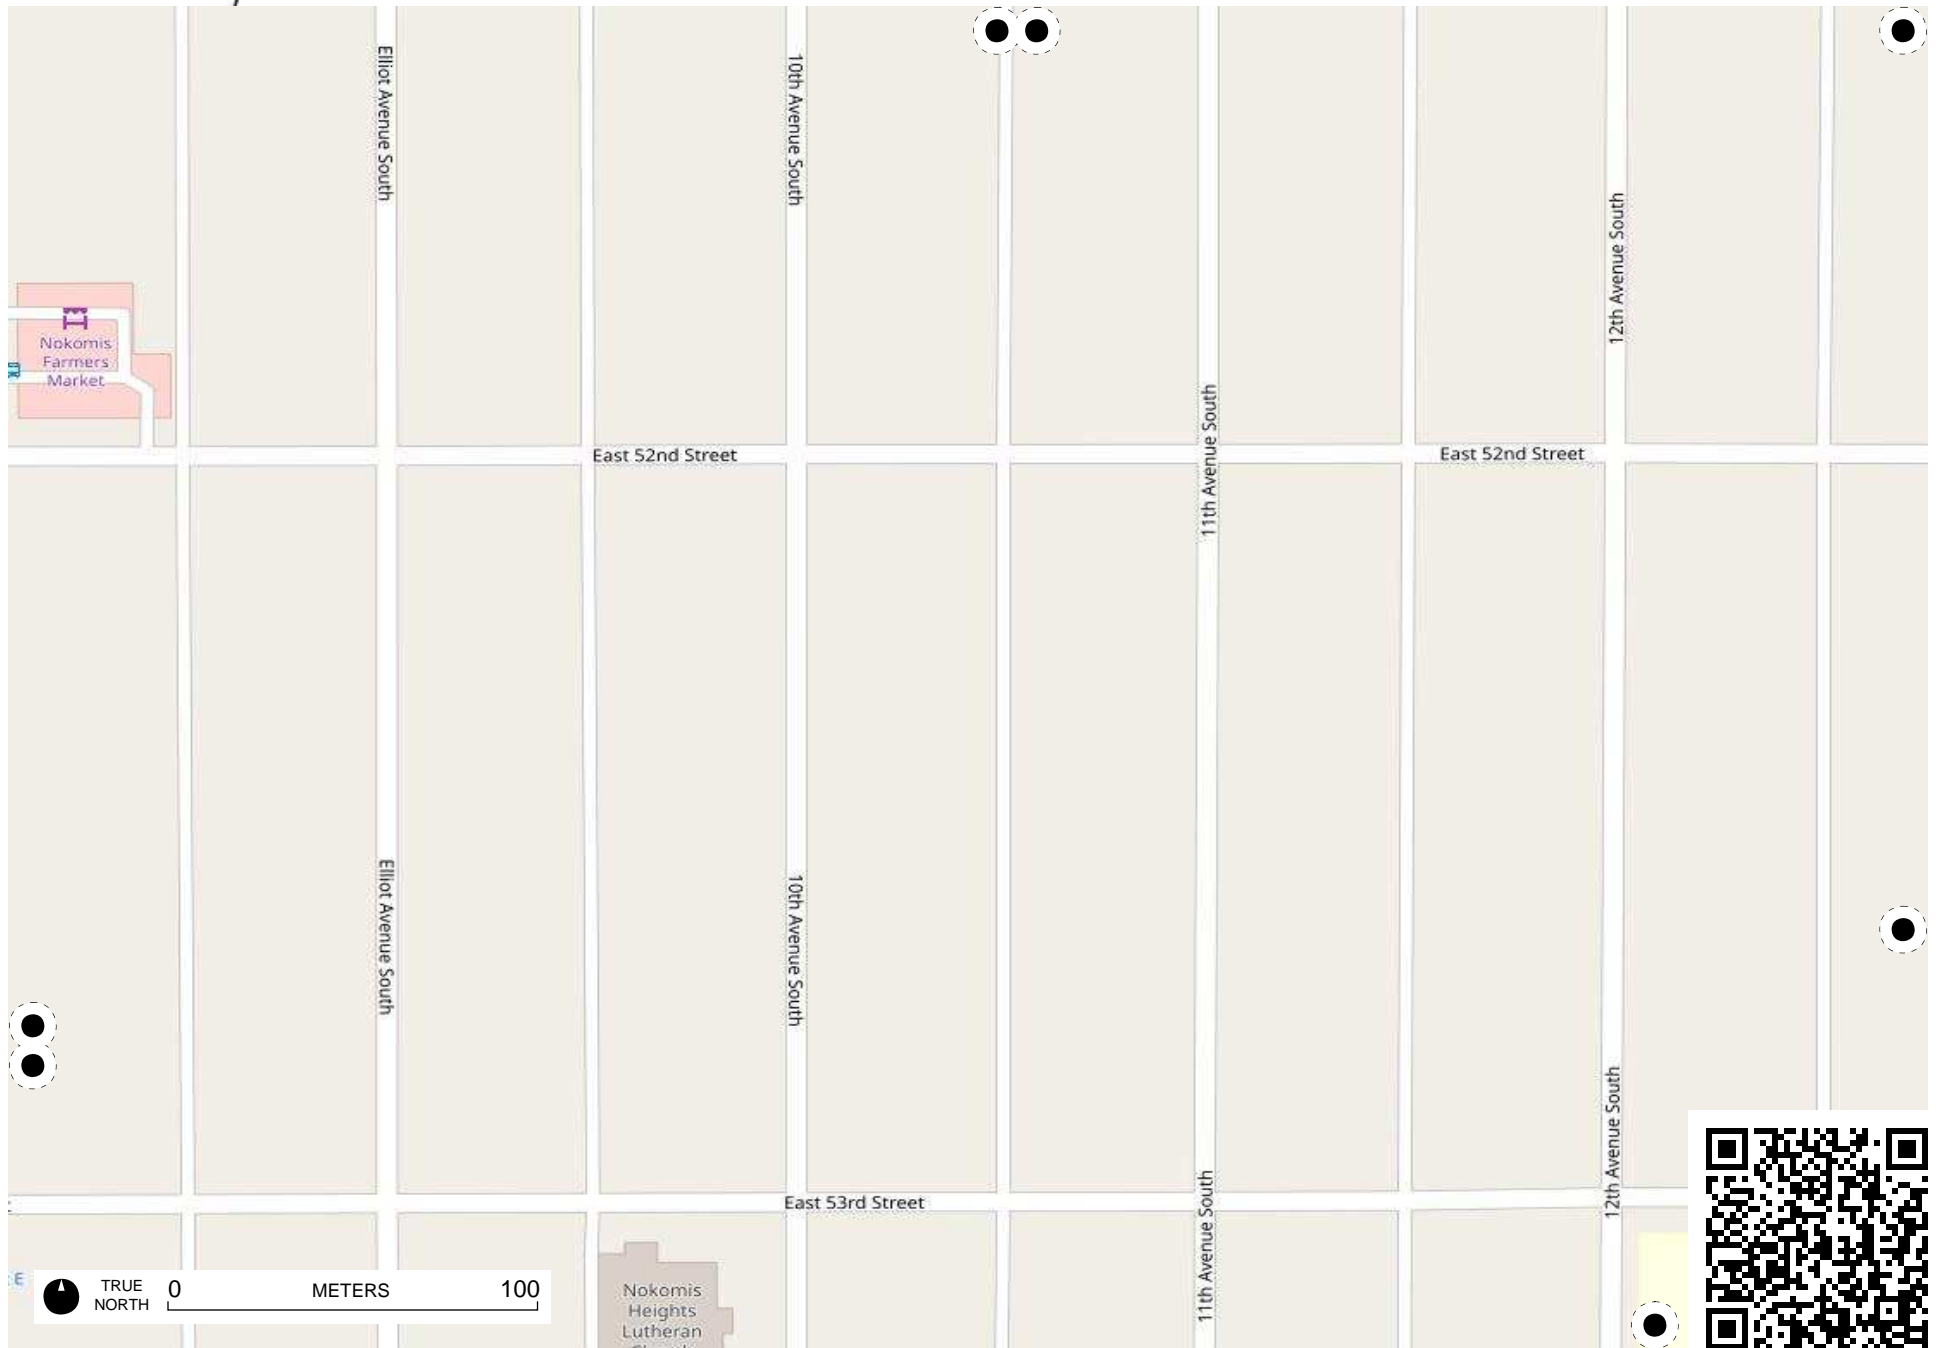 Elliot Avenue South
10th Avenue South
12th Avenue South
Nokomis
Farmers
Market
11th Avenue South
East 52nd Street
East 52nd Street
Elliot Avenue South
10th Avenue South
12th Avenue South
East 53rd Street
11th Avenue South
E
TRUE
NORTH
0
METERS
100
Nokomis
Heights
Lutheran